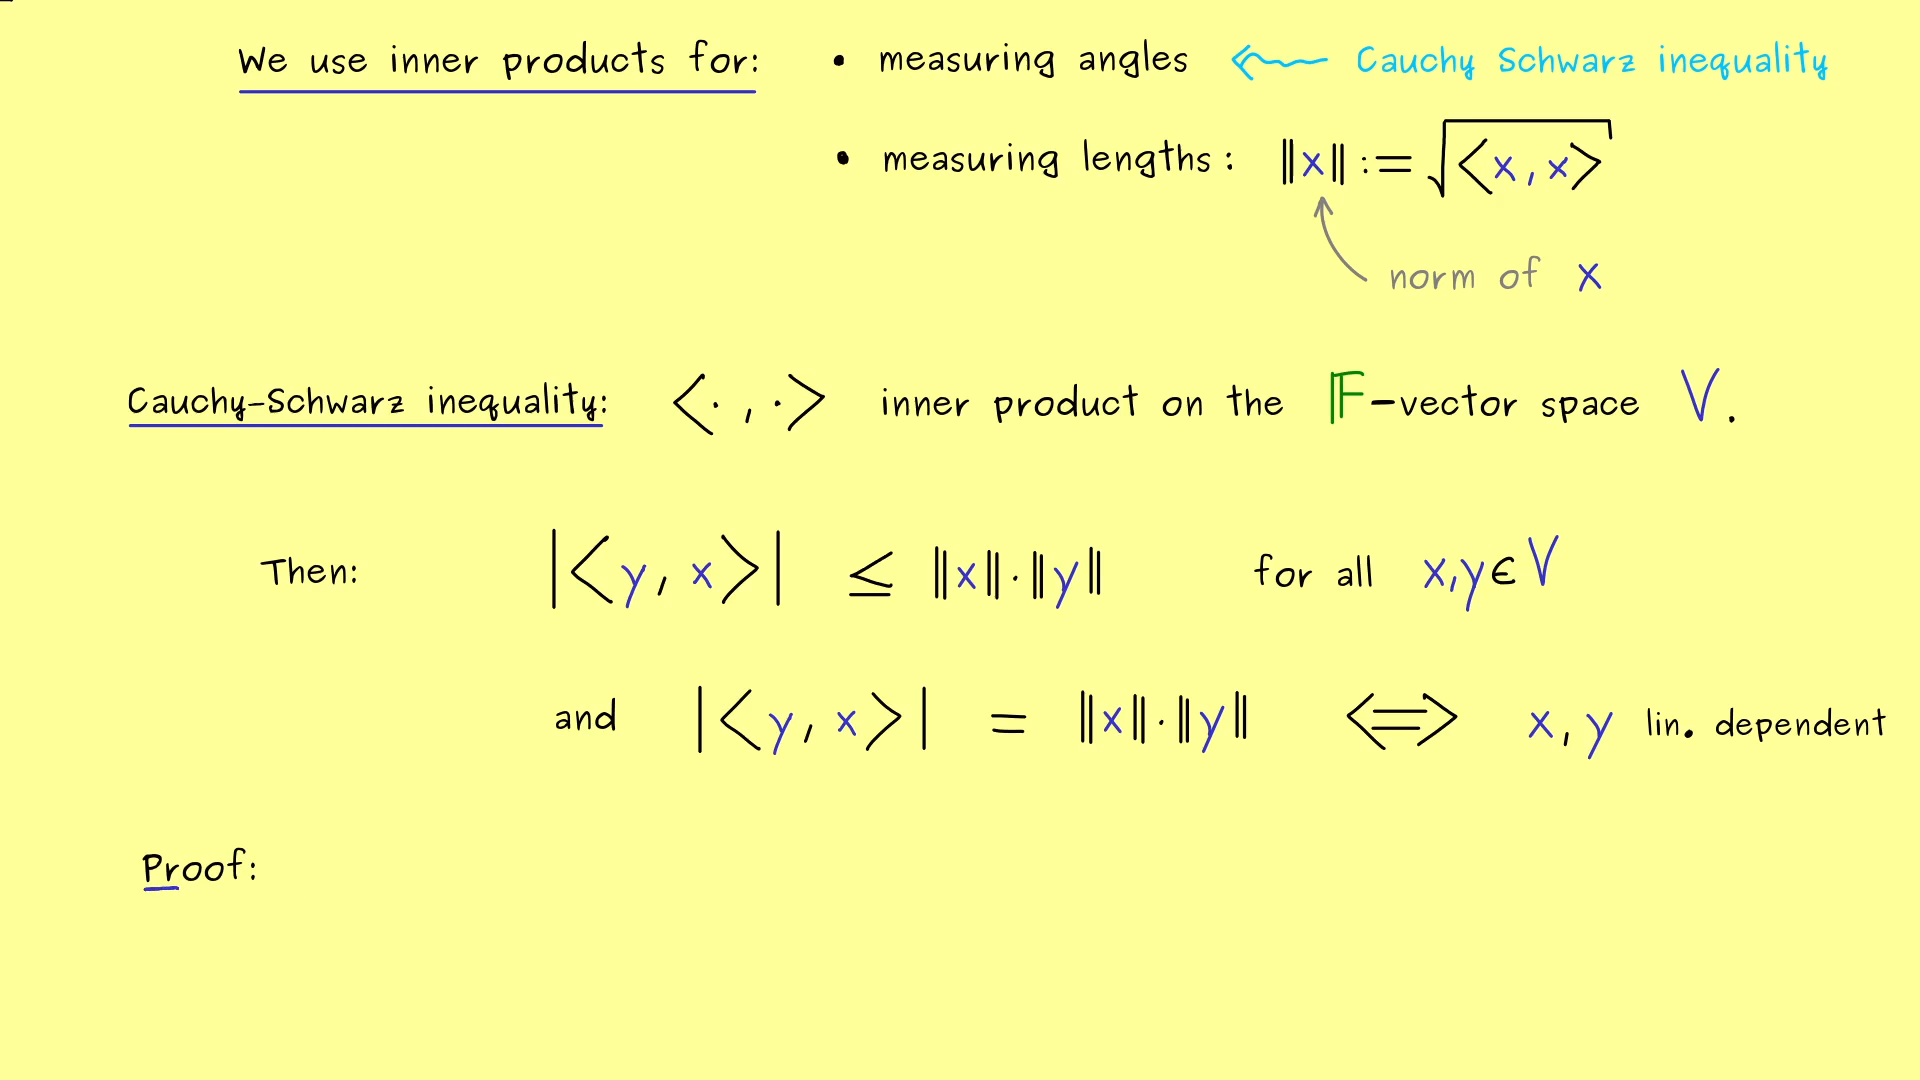 We use inner products for: • measuring angles ⟵ Cauchy Schwarz inequality
• measuring lengths: ‖x‖ := √<x, x>
norm of x
Cauchy-Schwarz inequality: <·, ·> inner product on the 𝔽-vector space V.
Then: |<y, x>| ≤ ‖x‖·‖y‖ for all x,y ∈ V
and |<y, x>| = ‖x‖·‖y‖ ⟺ x, y lin. dependent
Proof: